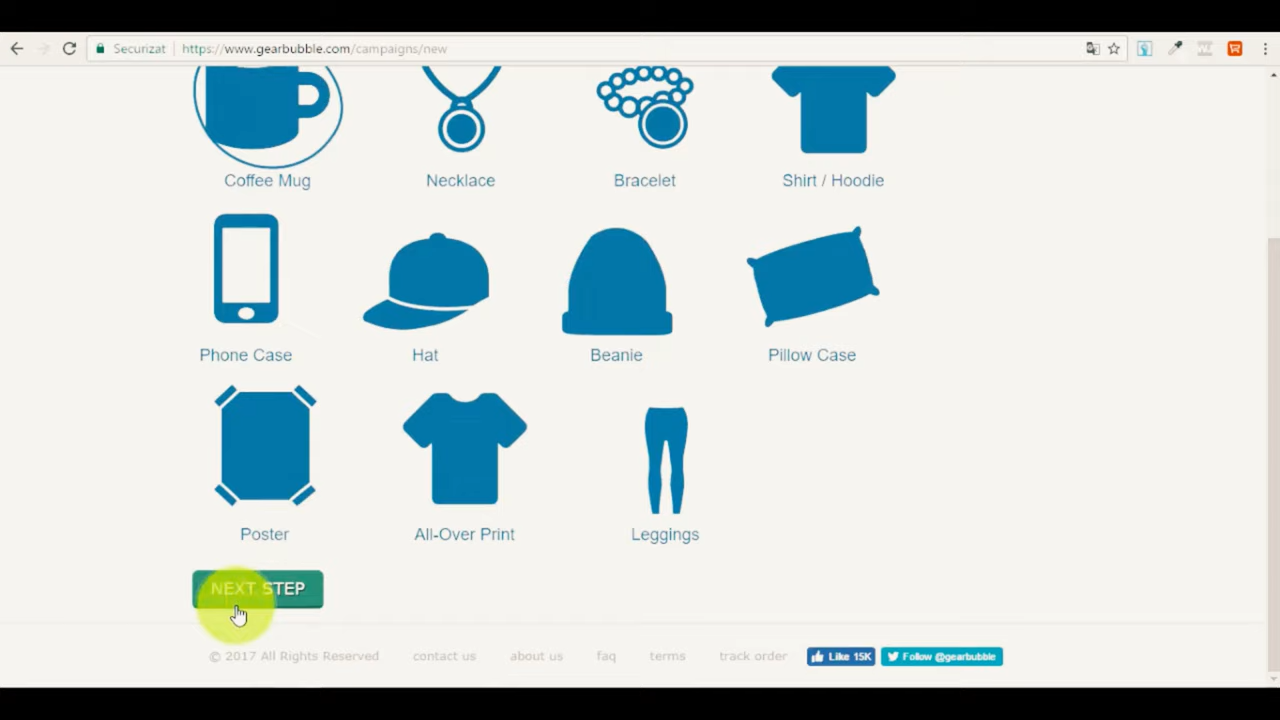 Securizat
https://www.gearbubble.com/campaigns/new
Coffee Mug
Necklace
Bracelet
Shirt / Hoodie
Phone Case
Hat
Beanie
Pillow Case
Poster
All-Over Print
Leggings
NEXT STEP
© 2017 All Rights Reserved
contact us
about us
faq
terms
track order
Like 15K
Follow @gearbubble